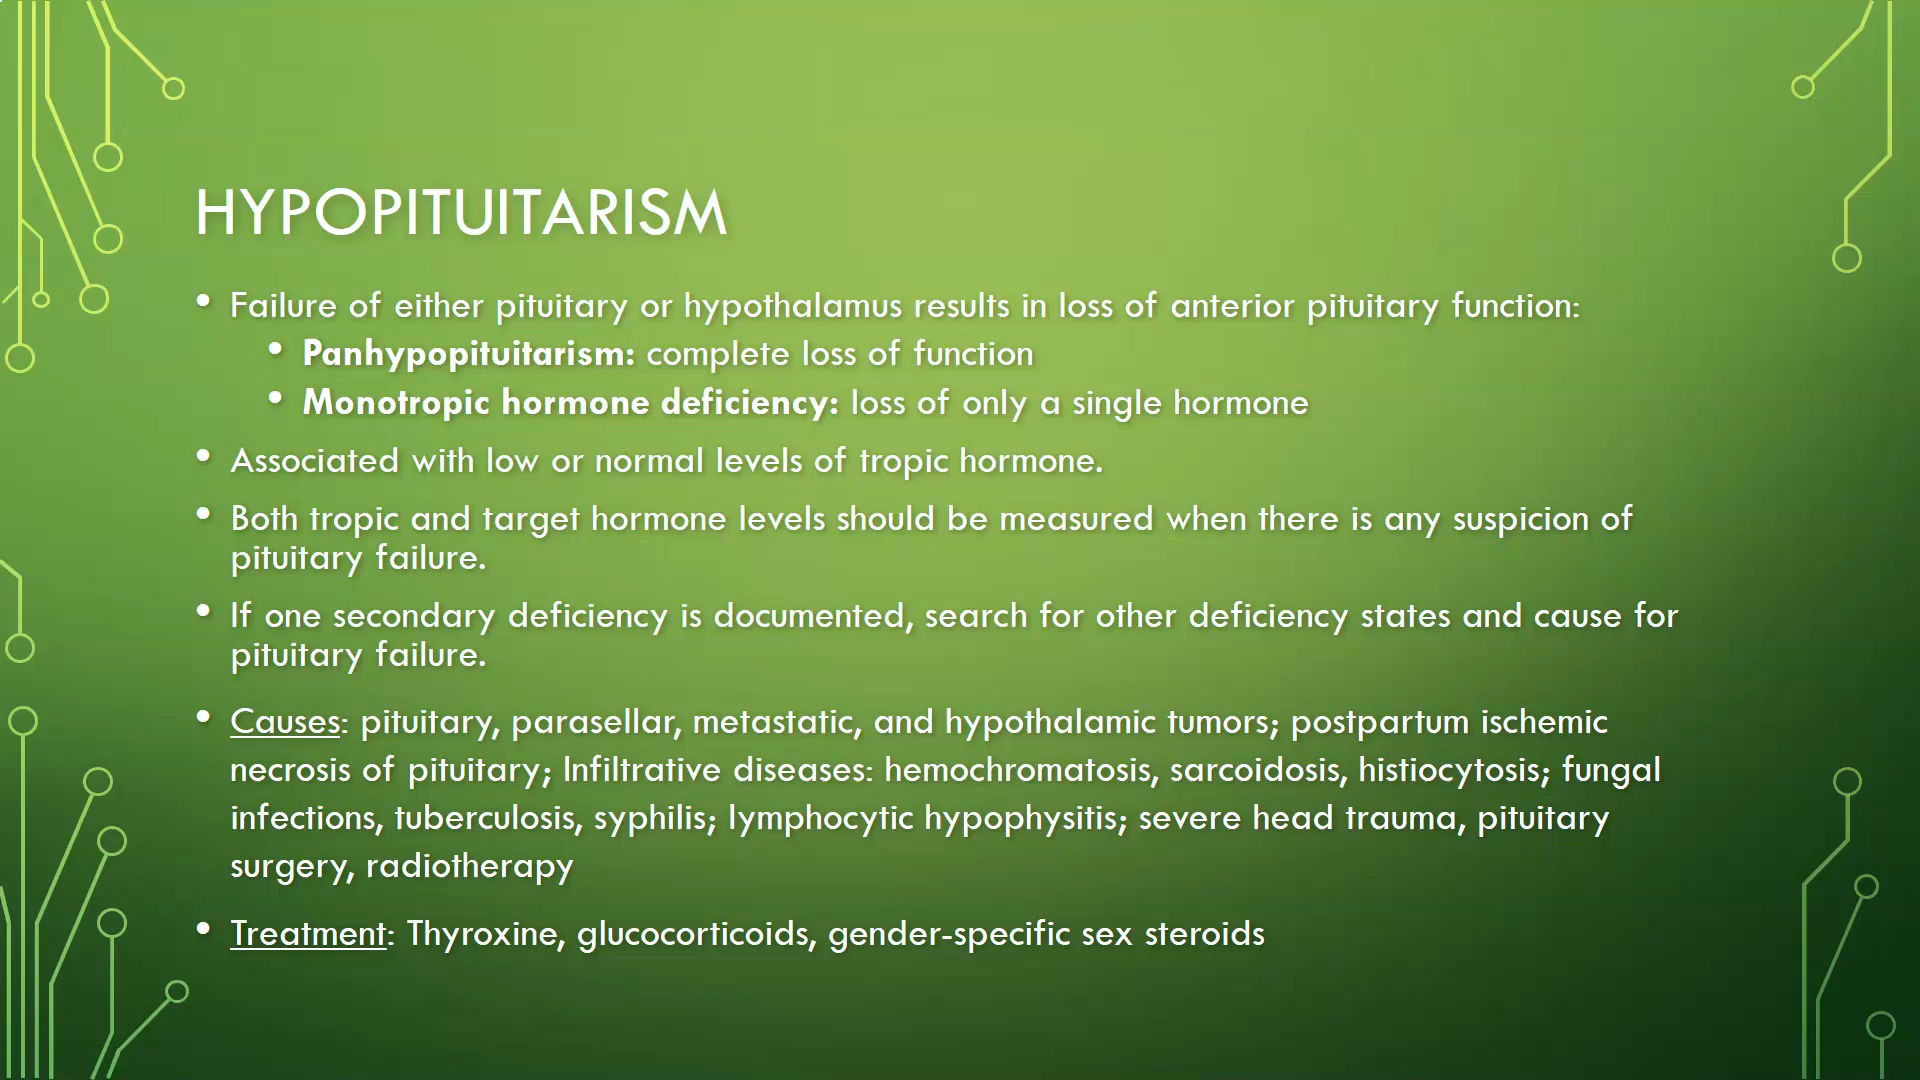 HYPOPITUITARISM
• Failure of either pituitary or hypothalamus results in loss of anterior pituitary function:
• Panhypopituitarism: complete loss of function
• Monotropic hormone deficiency: loss of only a single hormone
• Associated with low or normal levels of tropic hormone.
• Both tropic and target hormone levels should be measured when there is any suspicion of
pituitary failure.
• If one secondary deficiency is documented, search for other deficiency states and cause for
pituitary failure.
• Causes: pituitary, parasellar, metastatic, and hypothalamic tumors; postpartum ischemic
necrosis of pituitary; Infiltrative diseases: hemochromatosis, sarcoidosis, histiocytosis; fungal
infections, tuberculosis, syphilis; lymphocytic hypophysitis; severe head trauma, pituitary
surgery, radiotherapy
• Treatment: Thyroxine, glucocorticoids, gender-specific sex steroids